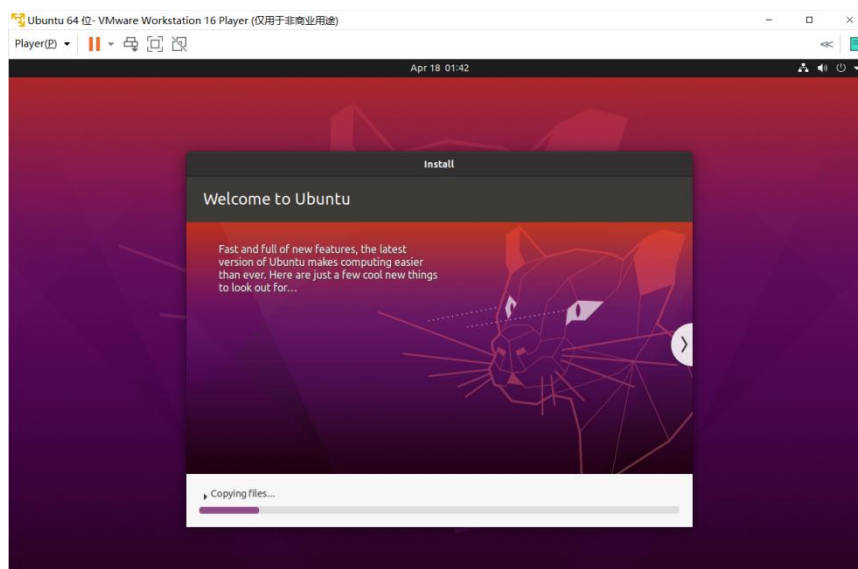 Ubuntu 64 位- VMware Workstation 16 Player (仅用于非商业用途)
Player(P)
Apr 18 01:42
Install
Welcome to Ubuntu
Fast and full of new features, the latest
version of Ubuntu makes computing easier
than ever. Here are just a few cool new things
to look out for...
Copying files...